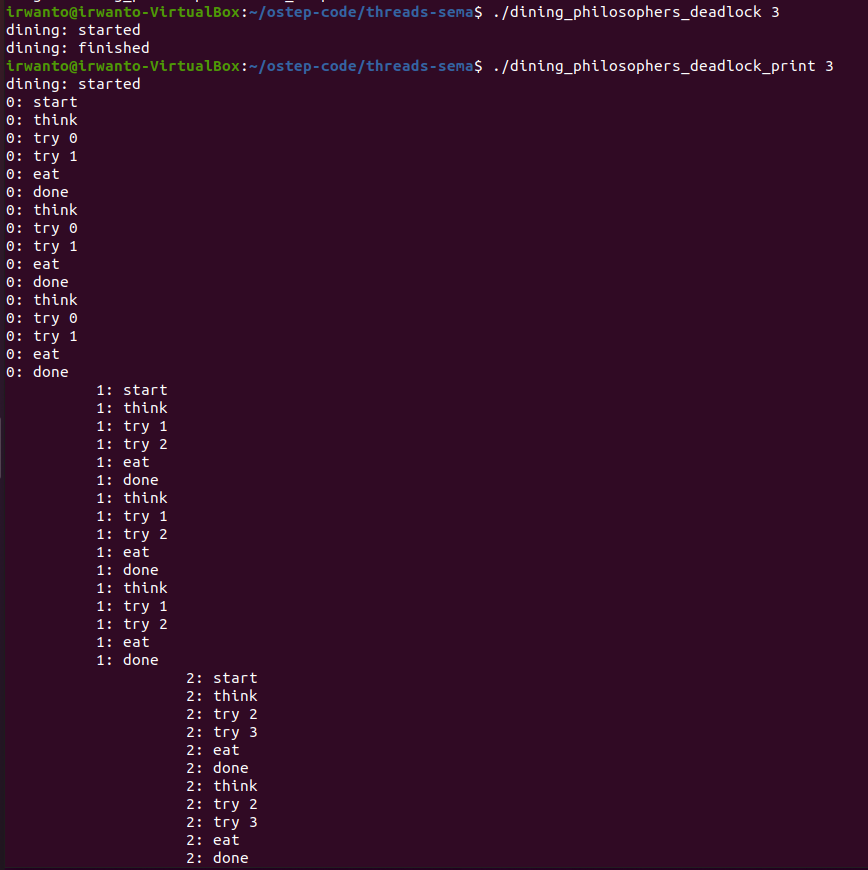 irwanto@irwanto-VirtualBox:~/ostep-code/threads-sema$ ./dining_philosophers_deadlock 3
dining: started
dining: finished
irwanto@irwanto-VirtualBox:~/ostep-code/threads-sema$ ./dining_philosophers_deadlock_print 3
dining: started
0: start
0: think
0: try 0
0: try 1
0: eat
0: done
0: think
0: try 0
0: try 1
0: eat
0: done
0: think
0: try 0
0: try 1
0: eat
0: done
1: start
1: think
1: try 1
1: try 2
1: eat
1: done
1: think
1: try 1
1: try 2
1: eat
1: done
1: think
1: try 1
1: try 2
1: eat
1: done
2: start
2: think
2: try 2
2: try 3
2: eat
2: done
2: think
2: try 2
2: try 3
2: eat
2: done